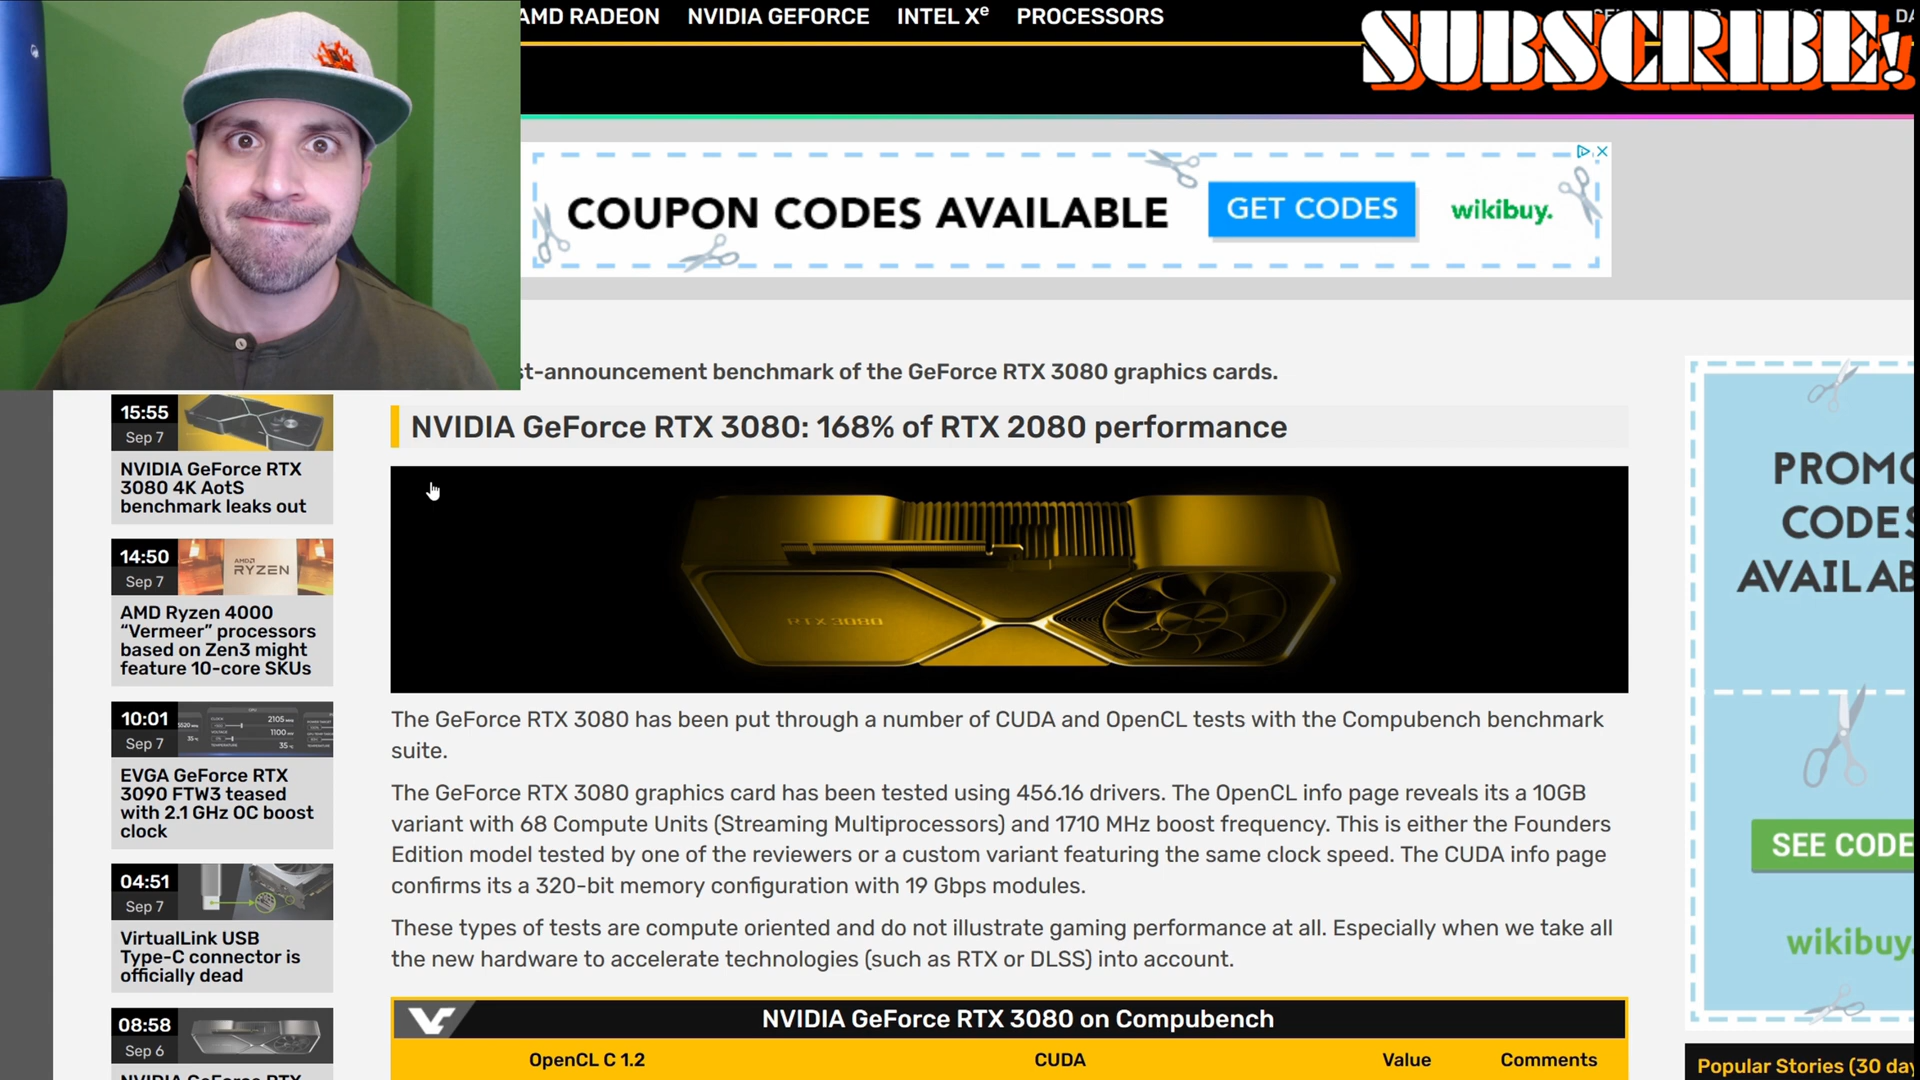 AMD RADEON NVIDIA GEFORCE INTEL Xe PROCESSORS
SUBSCRIBE!
COUPON CODES AVAILABLE
GET CODES
wikibuy.
st-announcement benchmark of the GeForce RTX 3080 graphics cards.
NVIDIA GeForce RTX 3080: 168% of RTX 2080 performance
RTX 3080
The GeForce RTX 3080 has been put through a number of CUDA and OpenCL tests with the Compubench benchmark
suite.
The GeForce RTX 3080 graphics card has been tested using 456.16 drivers. The OpenCL info page reveals its a 10GB
variant with 68 Compute Units (Streaming Multiprocessors) and 1710 MHz boost frequency. This is either the Founders
Edition model tested by one of the reviewers or a custom variant featuring the same clock speed. The CUDA info page
confirms its a 320-bit memory configuration with 19 Gbps modules.
These types of tests are compute oriented and do not illustrate gaming performance at all. Especially when we take all
the new hardware to accelerate technologies (such as RTX or DLSS) into account.
NVIDIA GeForce RTX 3080 on Compubench
OpenCL C 1.2 CUDA Value Comments
15:55
Sep 7
NVIDIA GeForce RTX
3080 4K AotS
benchmark leaks out
14:50
Sep 7
AMD
RYZEN
AMD Ryzen 4000
“Vermeer” processors
based on Zen3 might
feature 10-core SKUs
10:01
Sep 7
2105
1100
35
EVGA GeForce RTX
3090 FTW3 teased
with 2.1 GHz OC boost
clock
04:51
Sep 7
VirtualLink USB
Type-C connector is
officially dead
08:58
Sep 6
NVIDIA GeForce RTX
PROMO
CODES
AVAILAB
SEE CODE
wikibuy.
Popular Stories (30 day